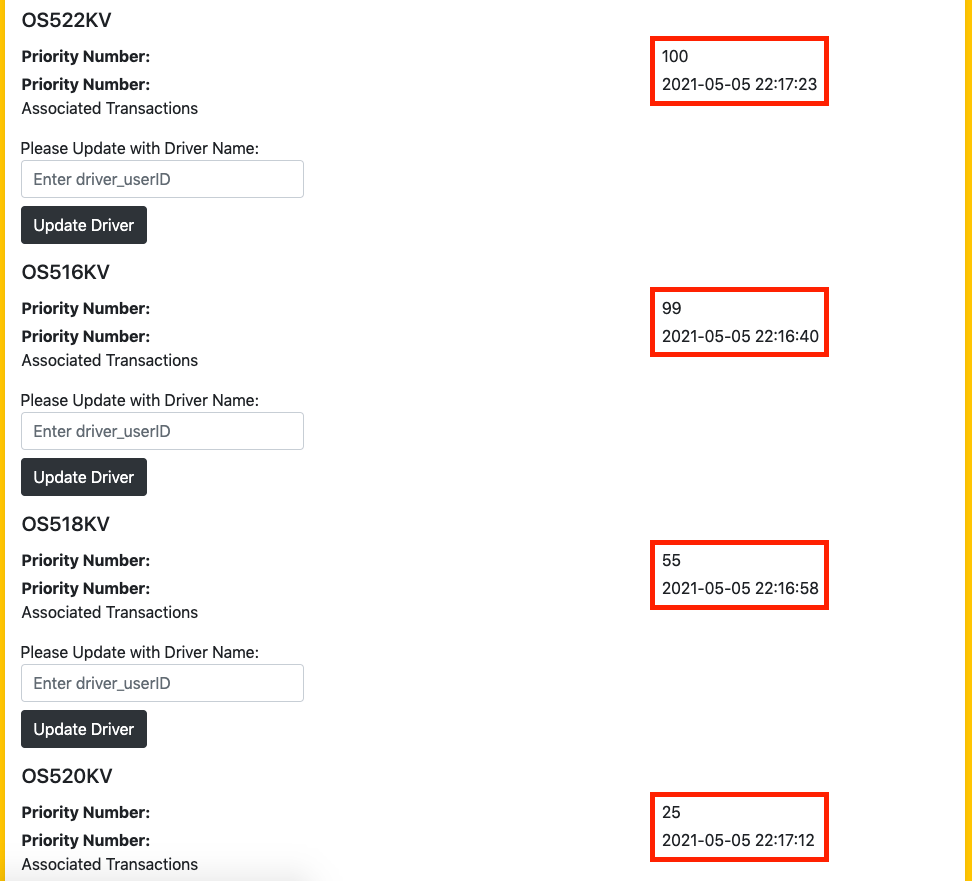 OS522KV
Priority Number: 100
Priority Number: 2021-05-05 22:17:23
Associated Transactions
Please Update with Driver Name:
Enter driver_userID
Update Driver
OS516KV
Priority Number: 99
Priority Number: 2021-05-05 22:16:40
Associated Transactions
Please Update with Driver Name:
Enter driver_userID
Update Driver
OS518KV
Priority Number: 55
Priority Number: 2021-05-05 22:16:58
Associated Transactions
Please Update with Driver Name:
Enter driver_userID
Update Driver
OS520KV
Priority Number: 25
Priority Number: 2021-05-05 22:17:12
Associated Transactions